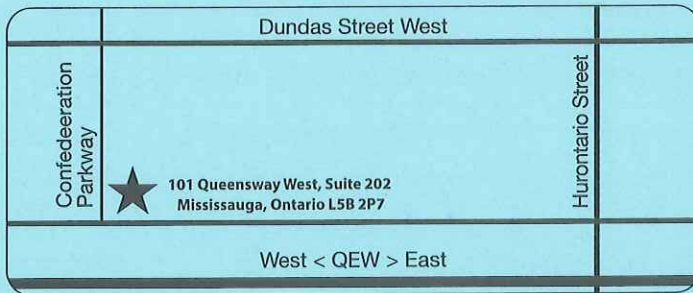 Dundas Street West
Confedeeration
Parkway
Hurontario Street
101 Queensway West, Suite 202
Mississauga, Ontario L5B 2P7
West < QEW > East